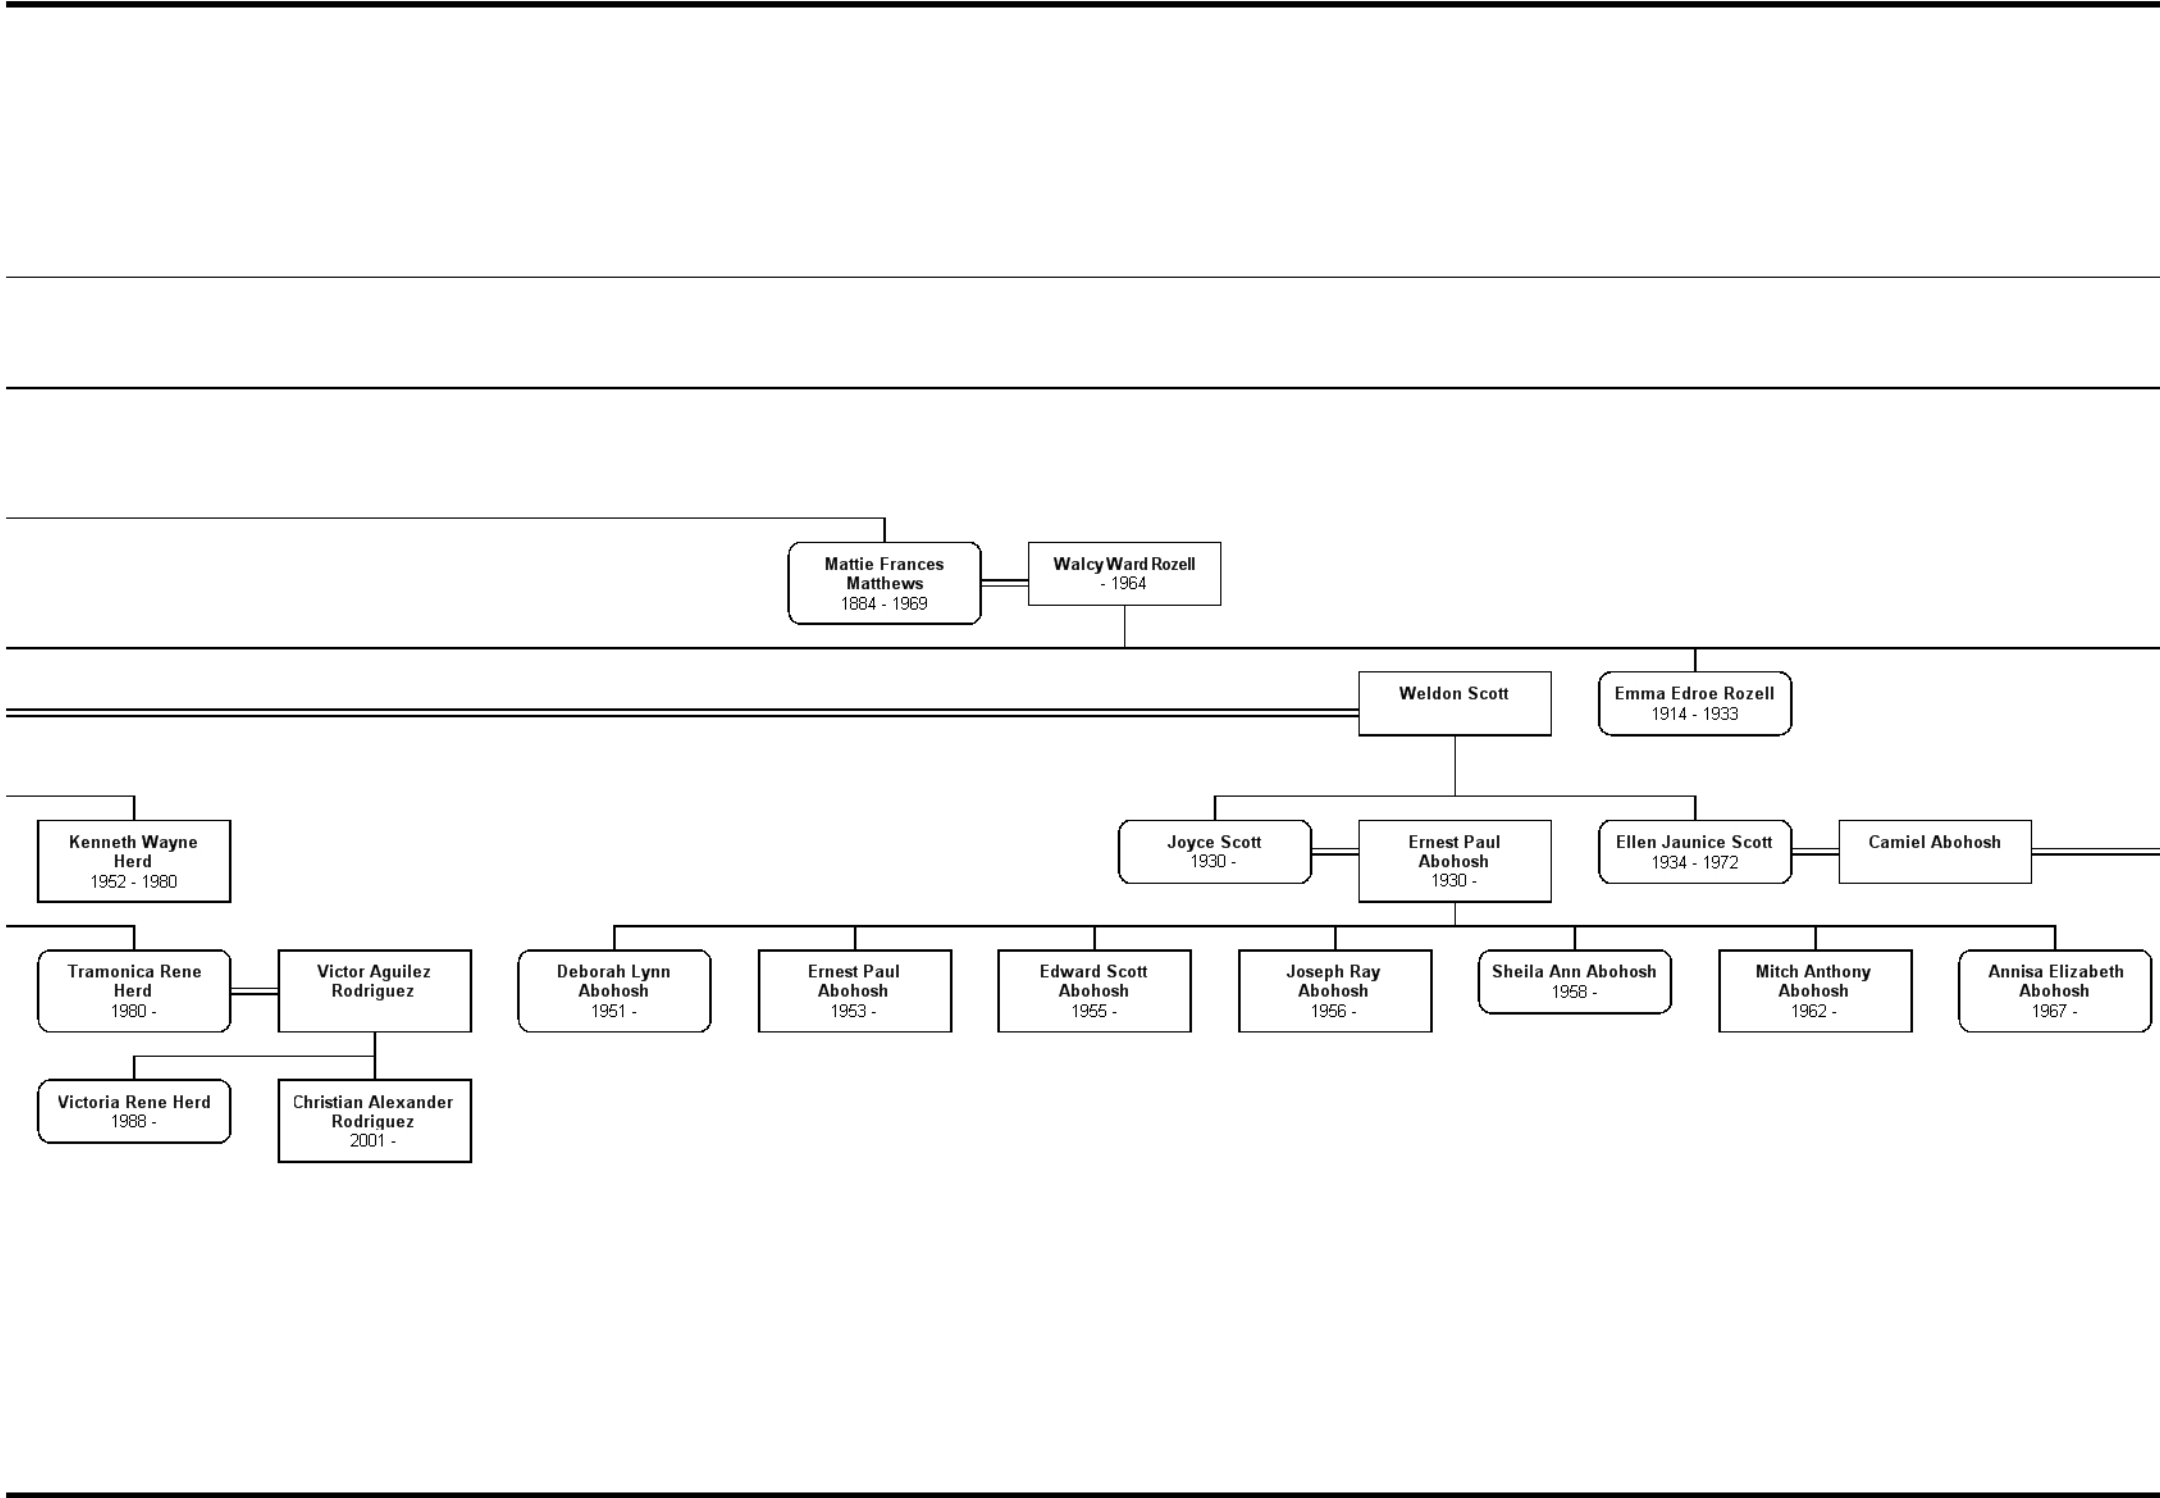 Mattie Frances
Matthews
1884 - 1969
Walcy Ward Rozell
- 1964
Weldon Scott
Emma Edroe Rozell
1914 - 1933
Kenneth Wayne
Herd
1952 - 1980
Joyce Scott
1930 -
Ernest Paul
Abohosh
1930 -
Ellen Jaunice Scott
1934 - 1972
Camiel Abohosh
Tramonica Rene
Herd
1980 -
Victor Aguilez
Rodriguez
Deborah Lynn
Abohosh
1951 -
Ernest Paul
Abohosh
1953 -
Edward Scott
Abohosh
1955 -
Joseph Ray
Abohosh
1956 -
Sheila Ann Abohosh
1958 -
Mitch Anthony
Abohosh
1962 -
Annisa Elizabeth
Abohosh
1967 -
Victoria Rene Herd
1988 -
Christian Alexander
Rodriguez
2001 -